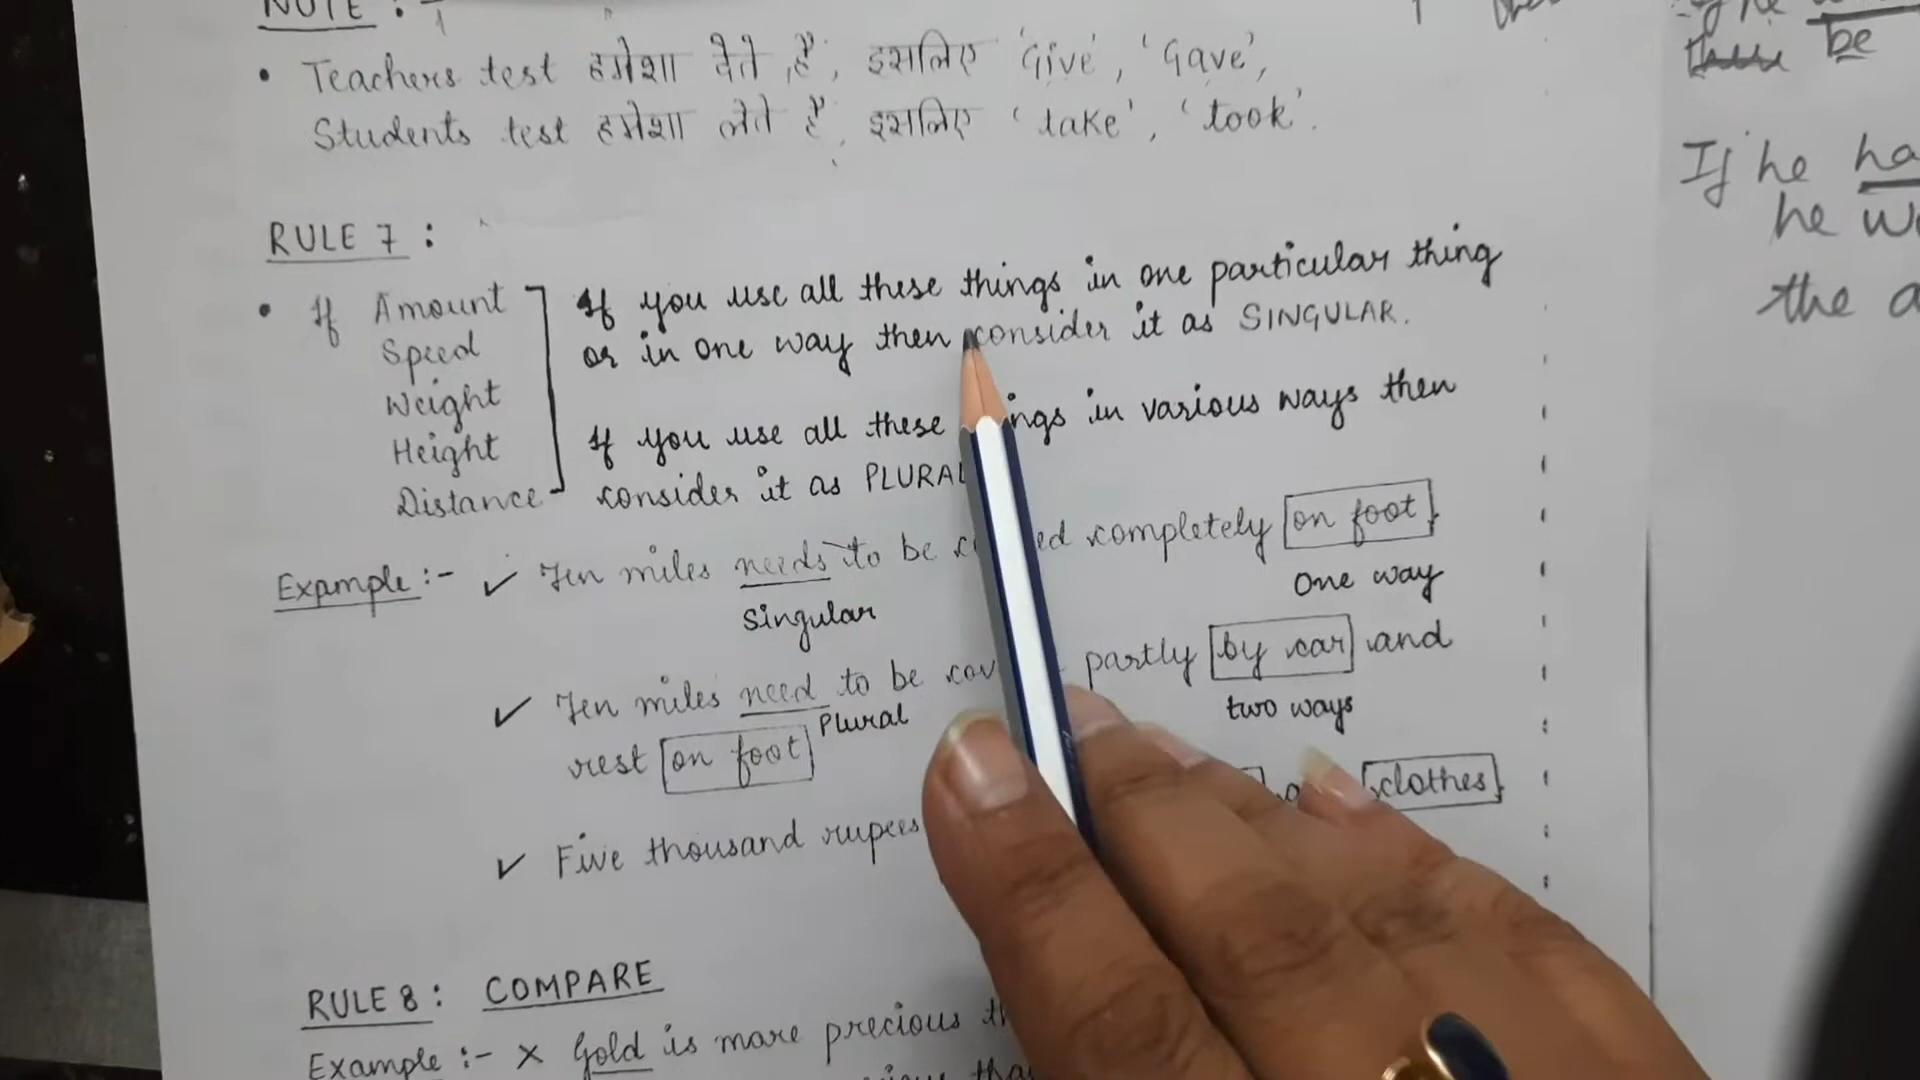 NOTE :
• Teachers test हमेशा देते हैं, इसलिए 'Give', 'Gave',
Students test हमेशा लेते हैं, इसलिए 'take', 'took'.
RULE 7 :
• If Amount
Speed
Weight
Height
Distance
If you use all these things in one particular thing
or in one way then consider it as SINGULAR.
If you use all these in various ways then
consider it as PLURAL
Example :- ✓ Ten miles needs to be completely on foot.
Singular
One way
✓ Ten miles need to be partly by car and
Plural
two ways
rest on foot
clothes.
✓ Five thousand rupees
RULE 8 : COMPARE
Example :- × Gold is more precious
be
If he
he
the